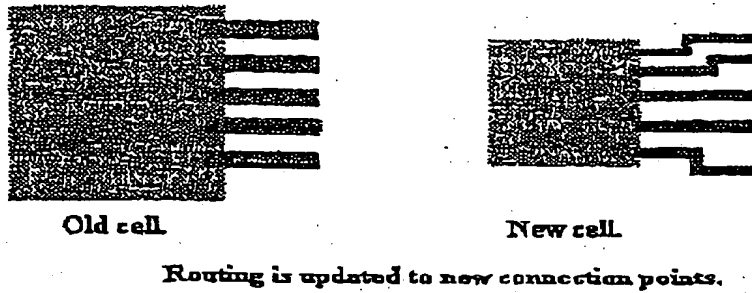 Old cell.
New cell.
Routing is updated to new connection points.